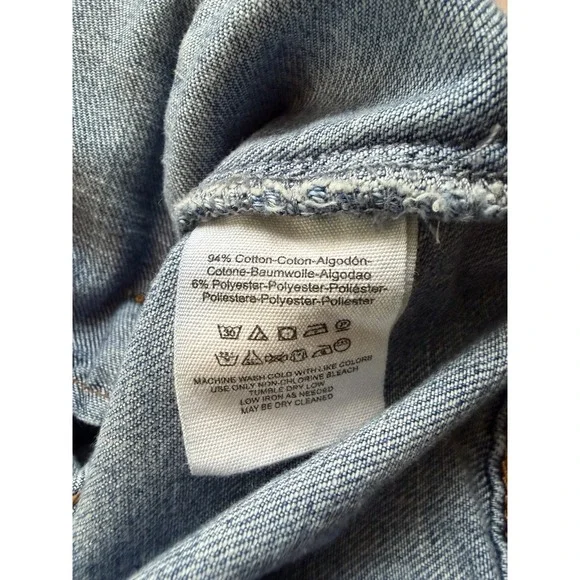 94% Cotton-Coton-Algodón-
Cotone-Baumwolle-Algodao
6% Polyester-Polyester-Poliéster-
Poliestere-Polyester-Poliéster
MACHINE WASH COLD WITH LIKE COLORS
USE ONLY NON-CHLORINE BLEACH
TUMBLE DRY LOW
LOW IRON AS NEEDED
MAY BE DRY CLEANED